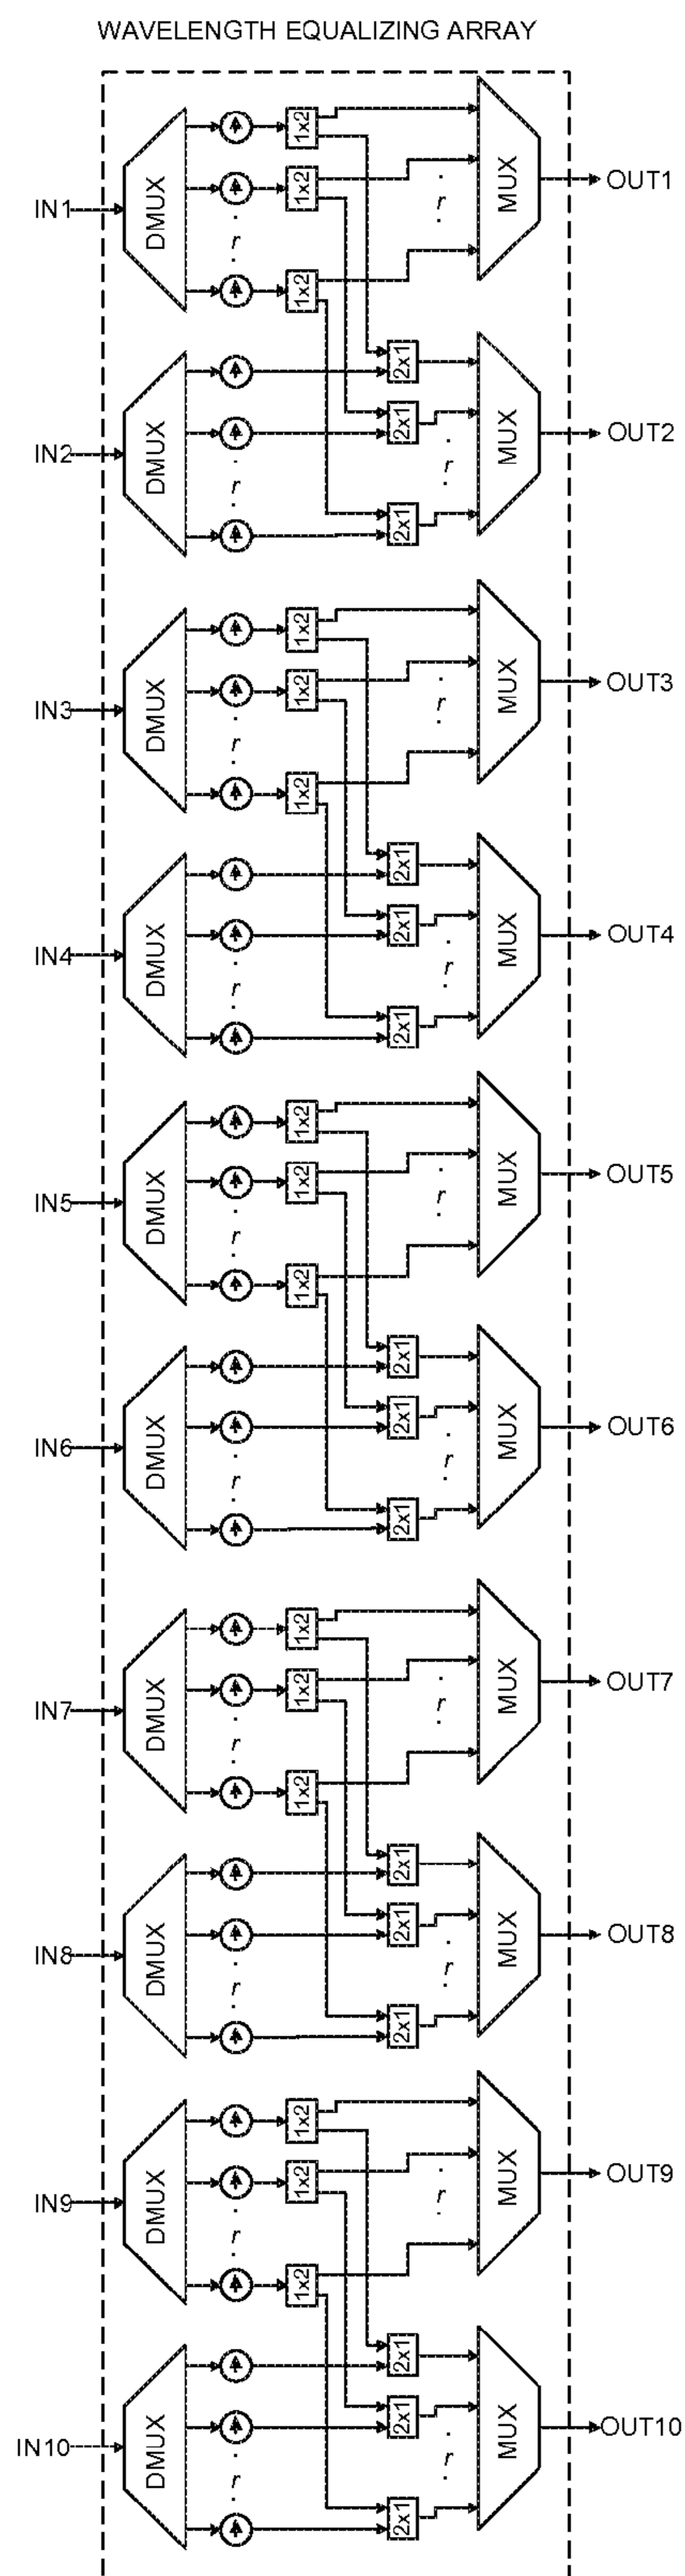 WAVELENGTH EQUALIZING ARRAY
IN1
DMUX
r
1x2
1x2
1x2
r
MUX
OUT1
IN2
DMUX
r
2x1
2x1
2x1
r
MUX
OUT2
IN3
DMUX
r
1x2
1x2
1x2
r
MUX
OUT3
IN4
DMUX
r
2x1
2x1
2x1
r
MUX
OUT4
IN5
DMUX
r
1x2
1x2
1x2
r
MUX
OUT5
IN6
DMUX
r
2x1
2x1
2x1
r
MUX
OUT6
IN7
DMUX
r
1x2
1x2
1x2
r
MUX
OUT7
IN8
DMUX
r
2x1
2x1
2x1
r
MUX
OUT8
IN9
DMUX
r
1x2
1x2
1x2
r
MUX
OUT9
IN10
DMUX
r
2x1
2x1
2x1
r
MUX
OUT10